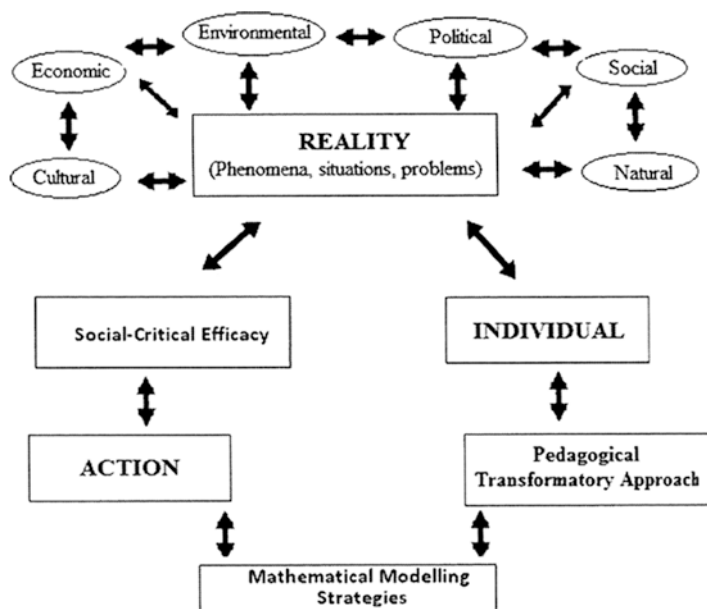 Environmental
Political
Economic
Social
REALITY
(Phenomena, situations, problems)
Cultural
Natural
Social-Critical Efficacy
INDIVIDUAL
ACTION
Pedagogical
Transformatory Approach
Mathematical Modelling
Strategies